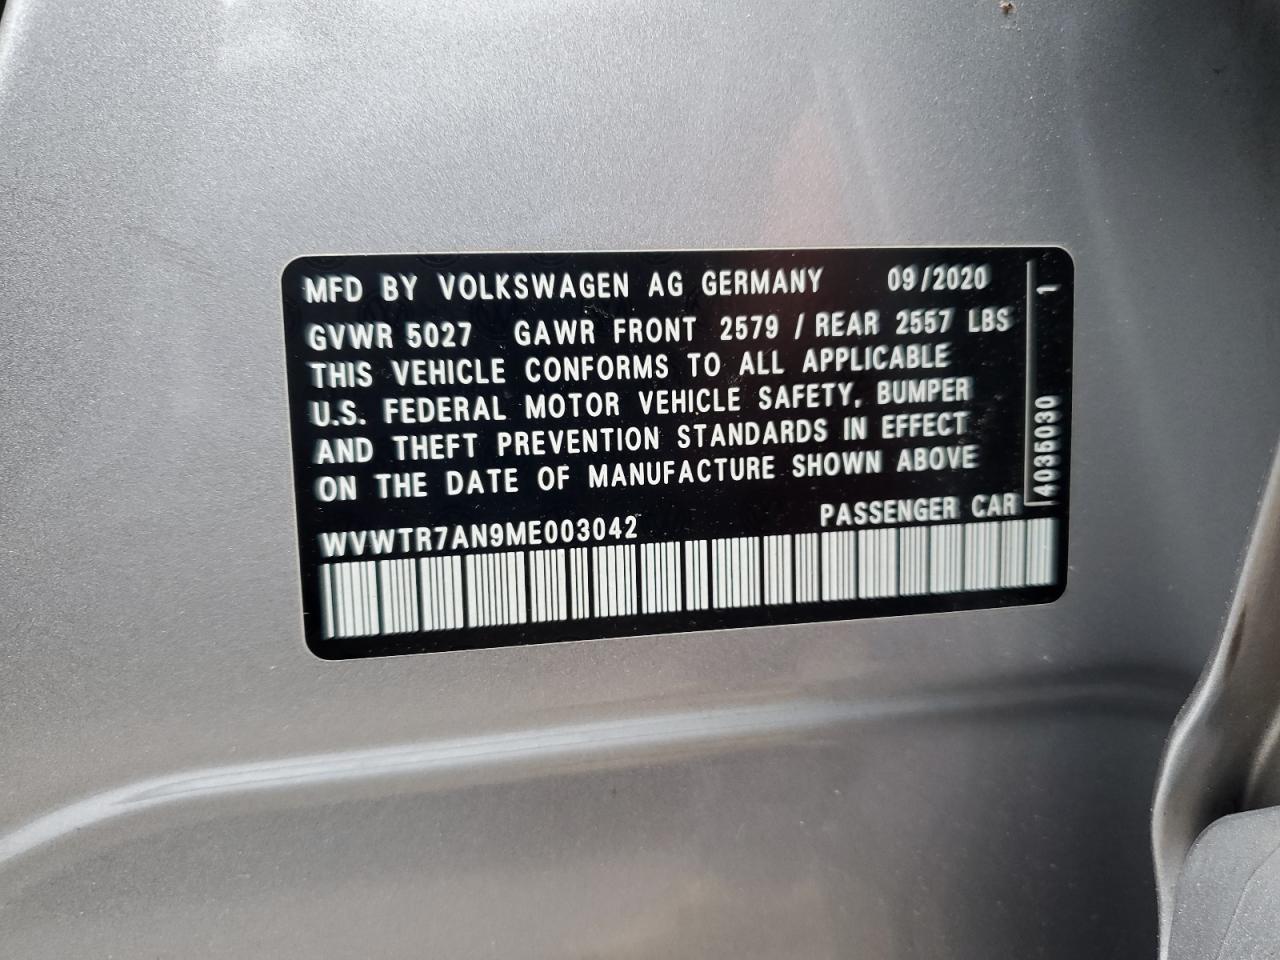 MFD BY VOLKSWAGEN AG GERMANY 09/2020
GVWR 5027 GAWR FRONT 2579 / REAR 2557 LBS
THIS VEHICLE CONFORMS TO ALL APPLICABLE
U.S. FEDERAL MOTOR VEHICLE SAFETY, BUMPER
AND THEFT PREVENTION STANDARDS IN EFFECT
ON THE DATE OF MANUFACTURE SHOWN ABOVE
WVWTR7AN9ME003042 PASSENGER CAR
4035030 1